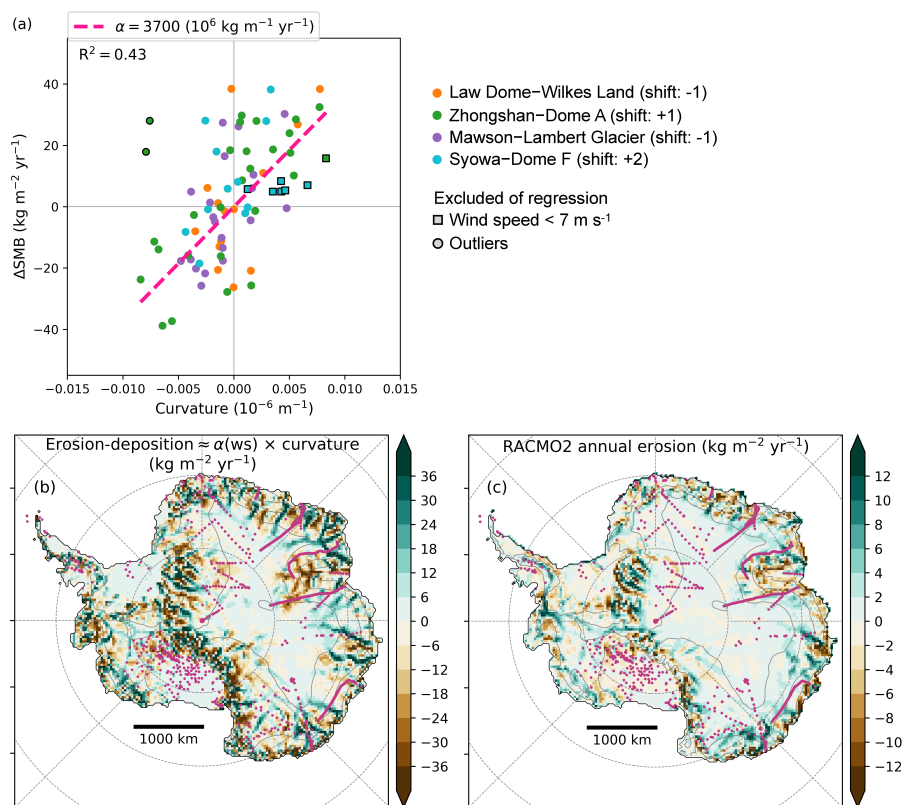 (a)
α = 3700 (10⁶ kg m⁻¹ yr⁻¹)
R² = 0.43
40
20
0
−20
−40
ΔSMB (kg m⁻² yr⁻¹)
−0.015
−0.010
−0.005
0.000
0.005
0.010
0.015
Curvature (10⁻⁶ m⁻¹)
Law Dome−Wilkes Land (shift: -1)
Zhongshan−Dome A (shift: +1)
Mawson−Lambert Glacier (shift: -1)
Syowa−Dome F (shift: +2)
Excluded of regression
Wind speed < 7 m s⁻¹
Outliers
Erosion-deposition ≈ α(ws) × curvature
(kg m⁻² yr⁻¹)
(b)
1000 km
36
30
24
18
12
6
0
−6
−12
−18
−24
−30
−36
RACMO2 annual erosion (kg m⁻² yr⁻¹)
(c)
1000 km
12
10
8
6
4
2
0
−2
−4
−6
−8
−10
−12